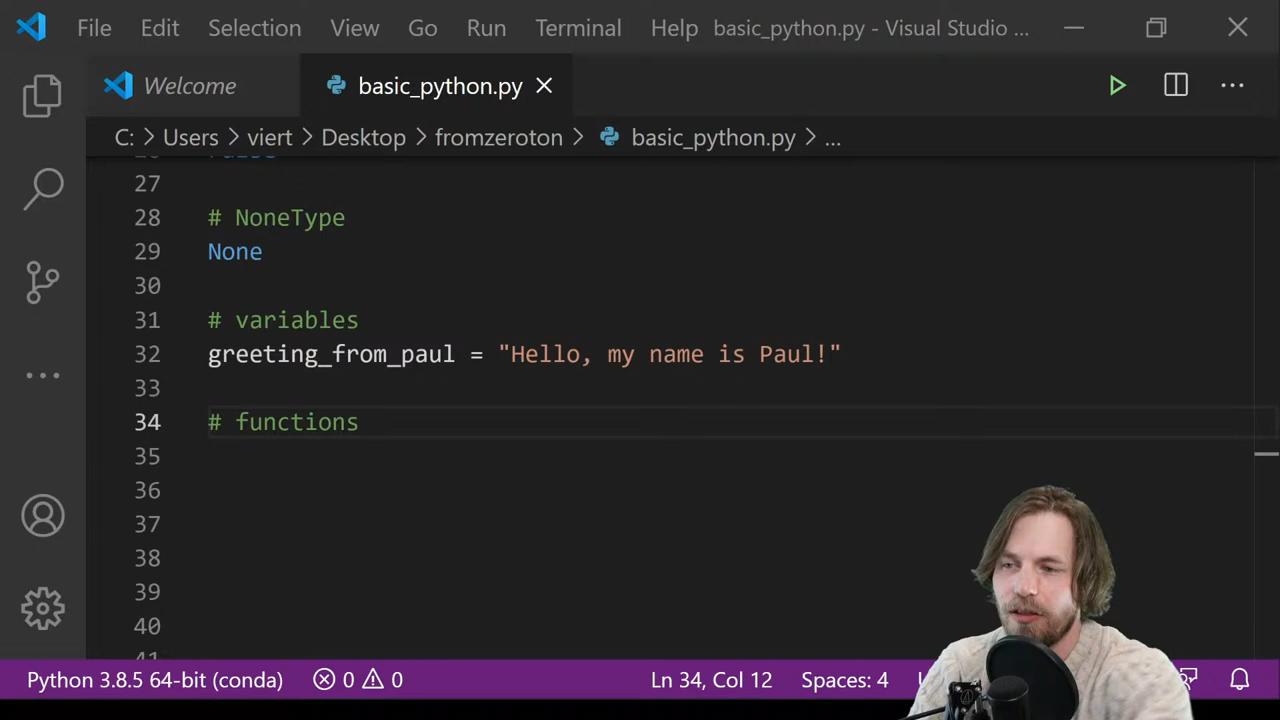 File Edit Selection View Go Run Terminal Help basic_python.py - Visual Studio ...
Welcome basic_python.py
C: > Users > viert > Desktop > fromzeroton > basic_python.py > ...
27
28 # NoneType
29 None
30
31 # variables
32 greeting_from_paul = "Hello, my name is Paul!"
33
34 # functions
35
36
37
38
39
40
Python 3.8.5 64-bit (conda) 0 0 Ln 34, Col 12 Spaces: 4